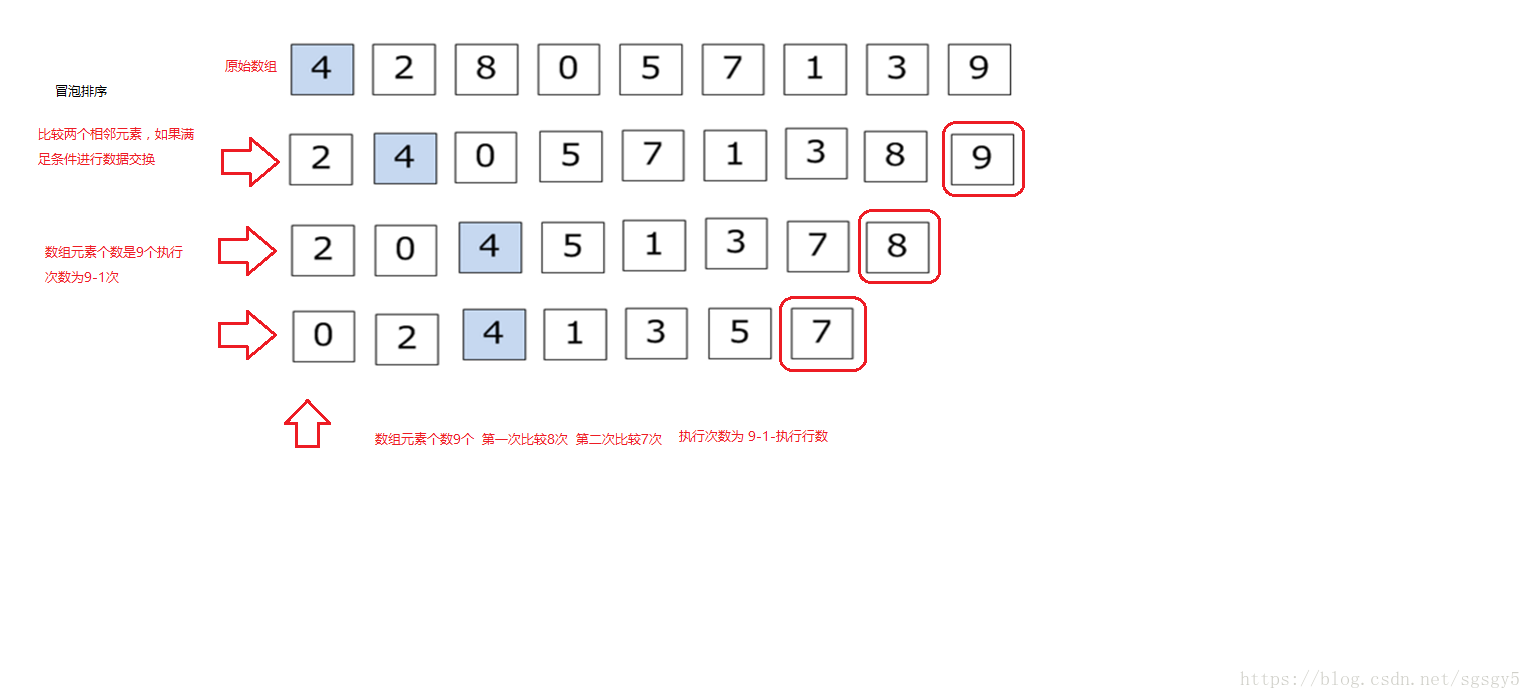 原始数组 4 2 8 0 5 7 1 3 9
冒泡排序
比较两个相邻元素，如果满
足条件进行数据交换
2 4 0 5 7 1 3 8 9
数组元素个数是9个执行
次数为9-1次
2 0 4 5 1 3 7 8
0 2 4 1 3 5 7
数组元素个数9个 第一次比较8次 第二次比较7次 执行次数为 9-1-执行行数
https://blog.csdn.net/sgsgy5